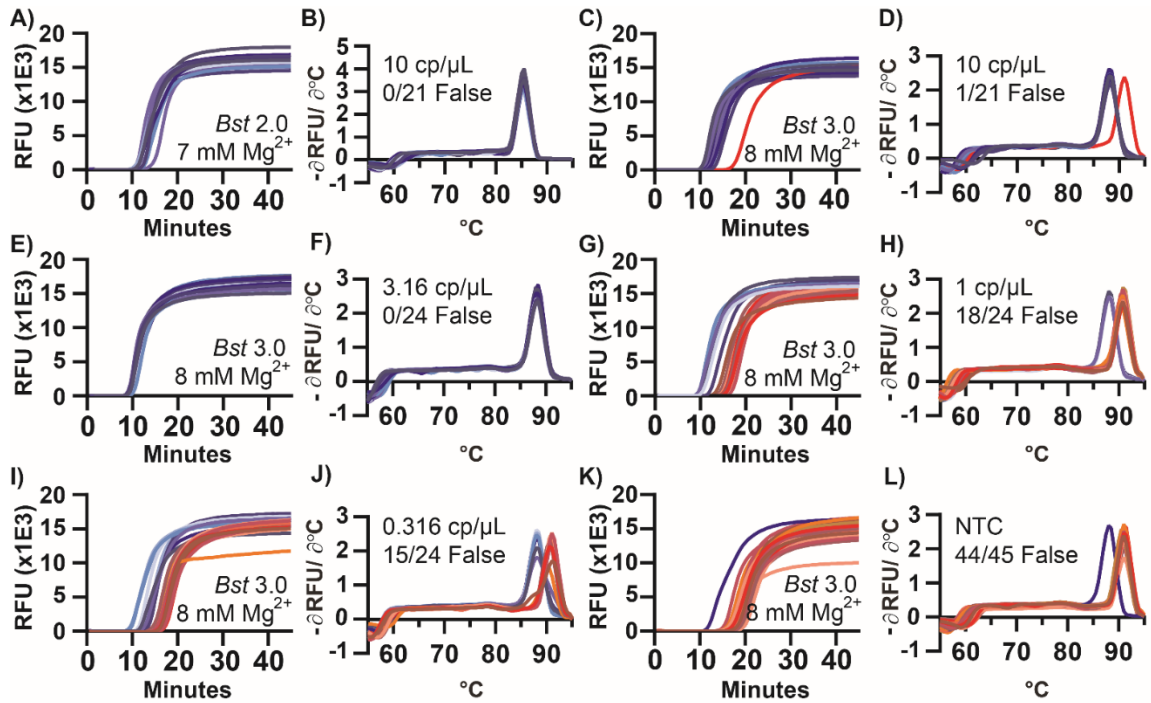 A)
RFU (x1E3)
20
15
10
5
0
Bst 2.0
7 mM Mg²⁺
0 10 20 30 40
Minutes
B)
- ∂RFU/ ∂°C
5
4
3
2
1
0
-1
10 cp/µL
0/21 False
60 70 80 90
°C
C)
RFU (x1E3)
20
15
10
5
0
Bst 3.0
8 mM Mg²⁺
0 10 20 30 40
Minutes
D)
- ∂RFU/ ∂°C
3
2
1
0
-1
10 cp/µL
1/21 False
60 70 80 90
°C
E)
RFU (x1E3)
20
15
10
5
0
Bst 3.0
8 mM Mg²⁺
0 10 20 30 40
Minutes
F)
- ∂RFU/ ∂°C
3
2
1
0
-1
3.16 cp/µL
0/24 False
60 70 80 90
°C
G)
RFU (x1E3)
20
15
10
5
0
Bst 3.0
8 mM Mg²⁺
0 10 20 30 40
Minutes
H)
- ∂RFU/ ∂°C
3
2
1
0
-1
1 cp/µL
18/24 False
60 70 80 90
°C
I)
RFU (x1E3)
20
15
10
5
0
Bst 3.0
8 mM Mg²⁺
0 10 20 30 40
Minutes
J)
- ∂RFU/ ∂°C
3
2
1
0
-1
0.316 cp/µL
15/24 False
60 70 80 90
°C
K)
RFU (x1E3)
20
15
10
5
0
Bst 3.0
8 mM Mg²⁺
0 10 20 30 40
Minutes
L)
- ∂RFU/ ∂°C
3
2
1
0
-1
NTC
44/45 False
60 70 80 90
°C